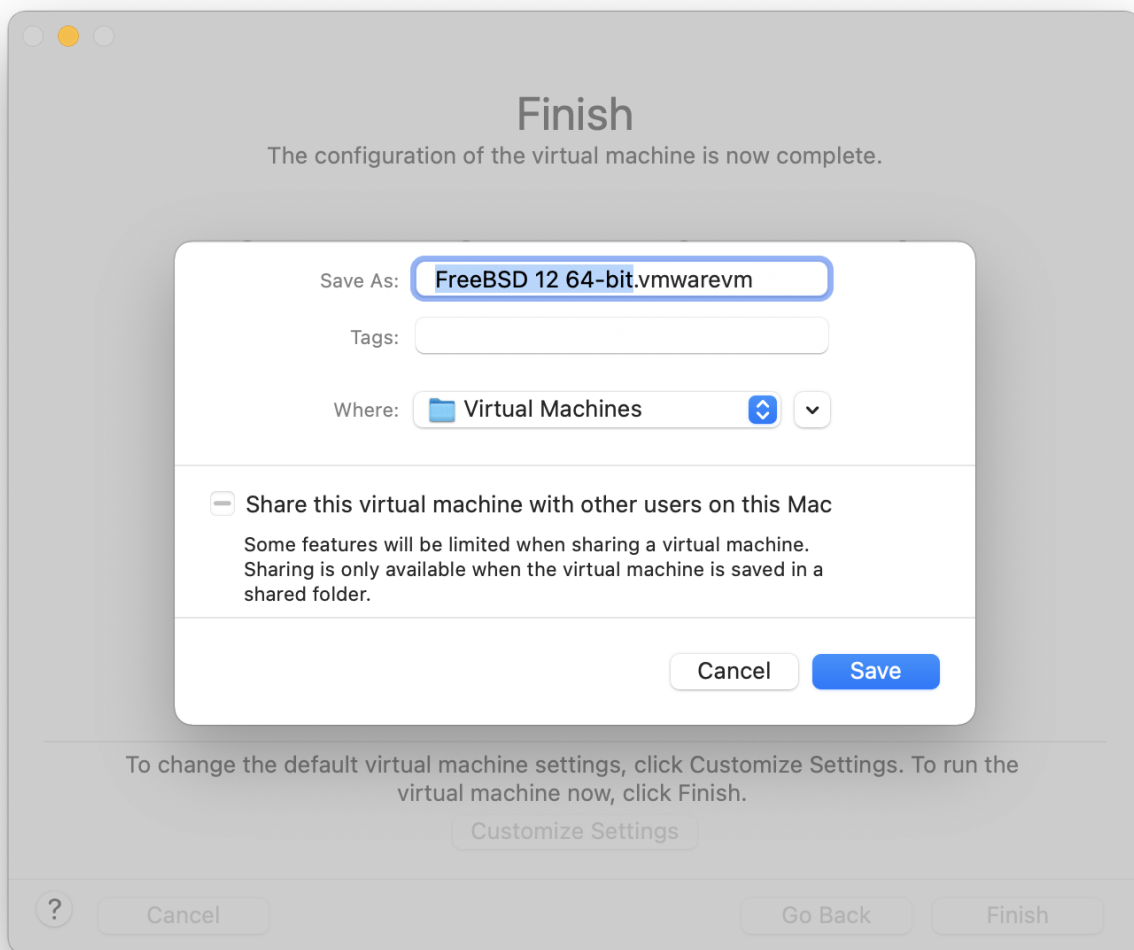 Finish
The configuration of the virtual machine is now complete.
Save As: FreeBSD 12 64-bit.vmwarevm
Tags:
Where: Virtual Machines
Share this virtual machine with other users on this Mac
Some features will be limited when sharing a virtual machine.
Sharing is only available when the virtual machine is saved in a
shared folder.
Cancel Save
To change the default virtual machine settings, click Customize Settings. To run the
virtual machine now, click Finish.
Customize Settings
? Cancel Go Back Finish